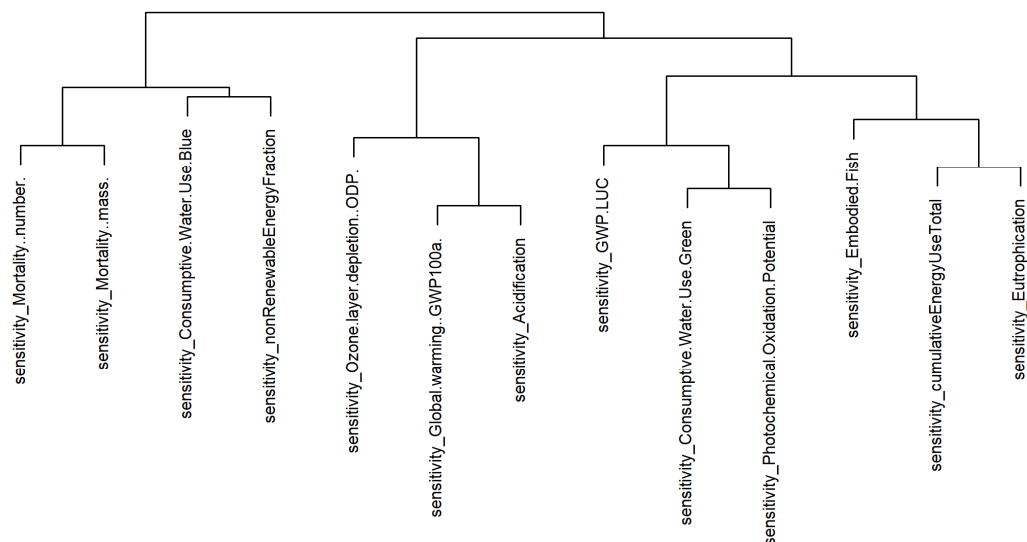 sensitivity_Mortality..number.
sensitivity_Mortality..mass.
sensitivity_Consumptive.Water.Use.Blue
sensitivity_nonRenewableEnergyFraction
sensitivity_Ozone.layer.depletion..ODP.
sensitivity_Global.warming..GWP100a.
sensitivity_Acidification
sensitivity_GWP.LUC
sensitivity_Consumptive.Water.Use.Green
sensitivity_Photochemical.Oxidation.Potential
sensitivity_Embodied.Fish
sensitivity_cumulativeEnergyUseTotal
sensitivity_Eutrophication